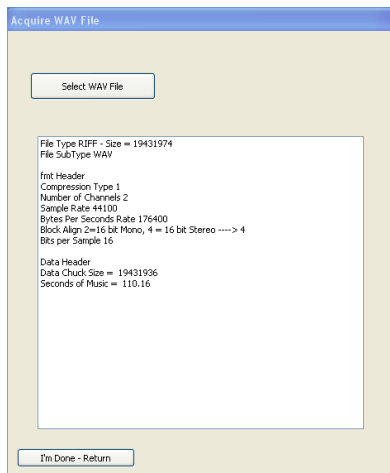 Acquire WAV File
Select WAV File
File Type RIFF - Size = 19431974
File SubType WAV
fmt Header
Compression Type 1
Number of Channels 2
Sample Rate 44100
Bytes Per Seconds Rate 176400
Block Align 2=16 bit Mono, 4 = 16 bit Stereo ----> 4
Bits per Sample 16
Data Header
Data Chuck Size = 19431936
Seconds of Music = 110.16
I'm Done - Return